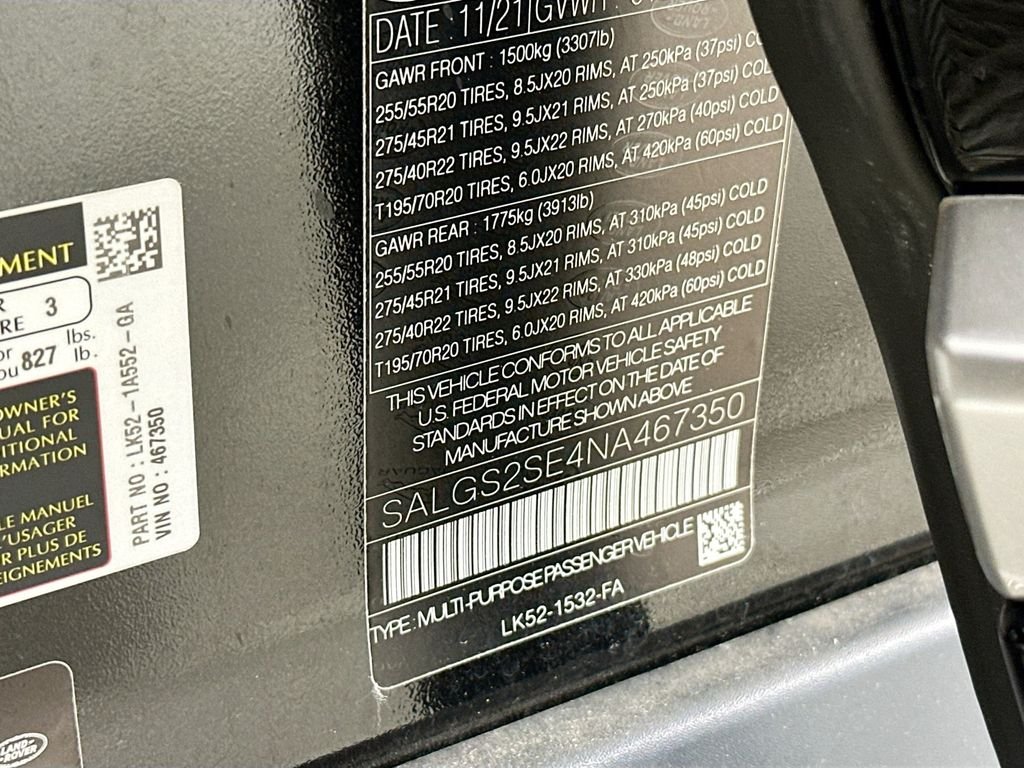 DATE : 11/21 GVWR :
GAWR FRONT : 1500kg (3307lb)
255/55R20 TIRES, 8.5JX20 RIMS, AT 250kPa (37psi)
275/45R21 TIRES, 9.5JX21 RIMS, AT 250kPa (37psi)
275/40R22 TIRES, 9.5JX22 RIMS, AT 270kPa (40psi) COLD
T195/70R20 TIRES, 6.0JX20 RIMS, AT 420kPa (60psi) COLD
GAWR REAR : 1775kg (3913lb)
255/55R20 TIRES, 8.5JX20 RIMS, AT 310kPa (45psi) COLD
275/45R21 TIRES, 9.5JX21 RIMS, AT 310kPa (45psi) COLD
275/40R22 TIRES, 9.5JX22 RIMS, AT 330kPa (48psi) COLD
T195/70R20 TIRES, 6.0JX20 RIMS, AT 420kPa (60psi) COLD
THIS VEHICLE CONFORMS TO ALL APPLICABLE
U.S. FEDERAL MOTOR VEHICLE SAFETY
STANDARDS IN EFFECT ON THE DATE OF
MANUFACTURE SHOWN ABOVE
SALGS2SE4NA467350
TYPE : MULTI-PURPOSE PASSENGER VEHICLE
LK52-1532-FA
MENT
R
RE 3
or lbs.
ou 827 lb.
OWNER'S
UAL FOR
ITIONAL
RMATION
LE MANUEL
'USAGER
R PLUS DE
EIGNEMENTS
PART NO : LK52-1A552-GA
VIN NO : 467350
LAND
ROVER